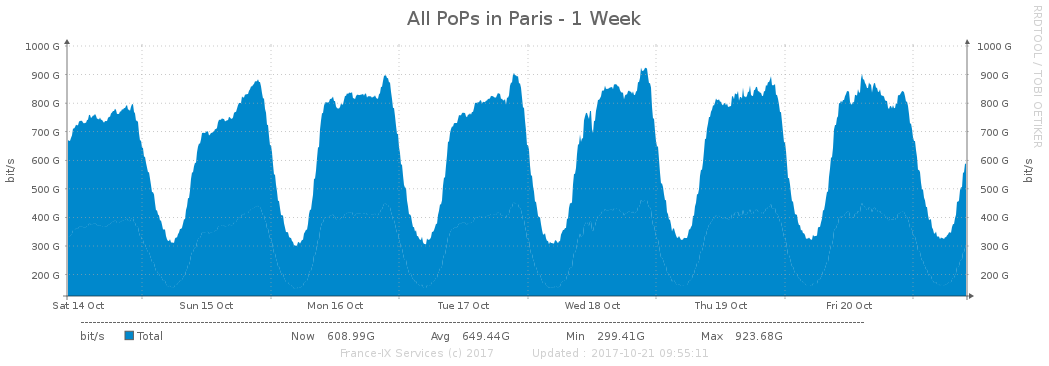 All PoPs in Paris - 1 Week
RRDTOOL / TOBI OETIKER
1000 G 1000 G
900 G 900 G
800 G 800 G
700 G 700 G
600 G 600 G
500 G 500 G
400 G 400 G
300 G 300 G
200 G 200 G
bit/s bit/s
Sat 14 Oct Sun 15 Oct Mon 16 Oct Tue 17 Oct Wed 18 Oct Thu 19 Oct Fri 20 Oct
bit/s Total Now 608.99G Avg 649.44G Min 299.41G Max 923.68G
France-IX Services (c) 2017 Updated : 2017-10-21 09:55:11